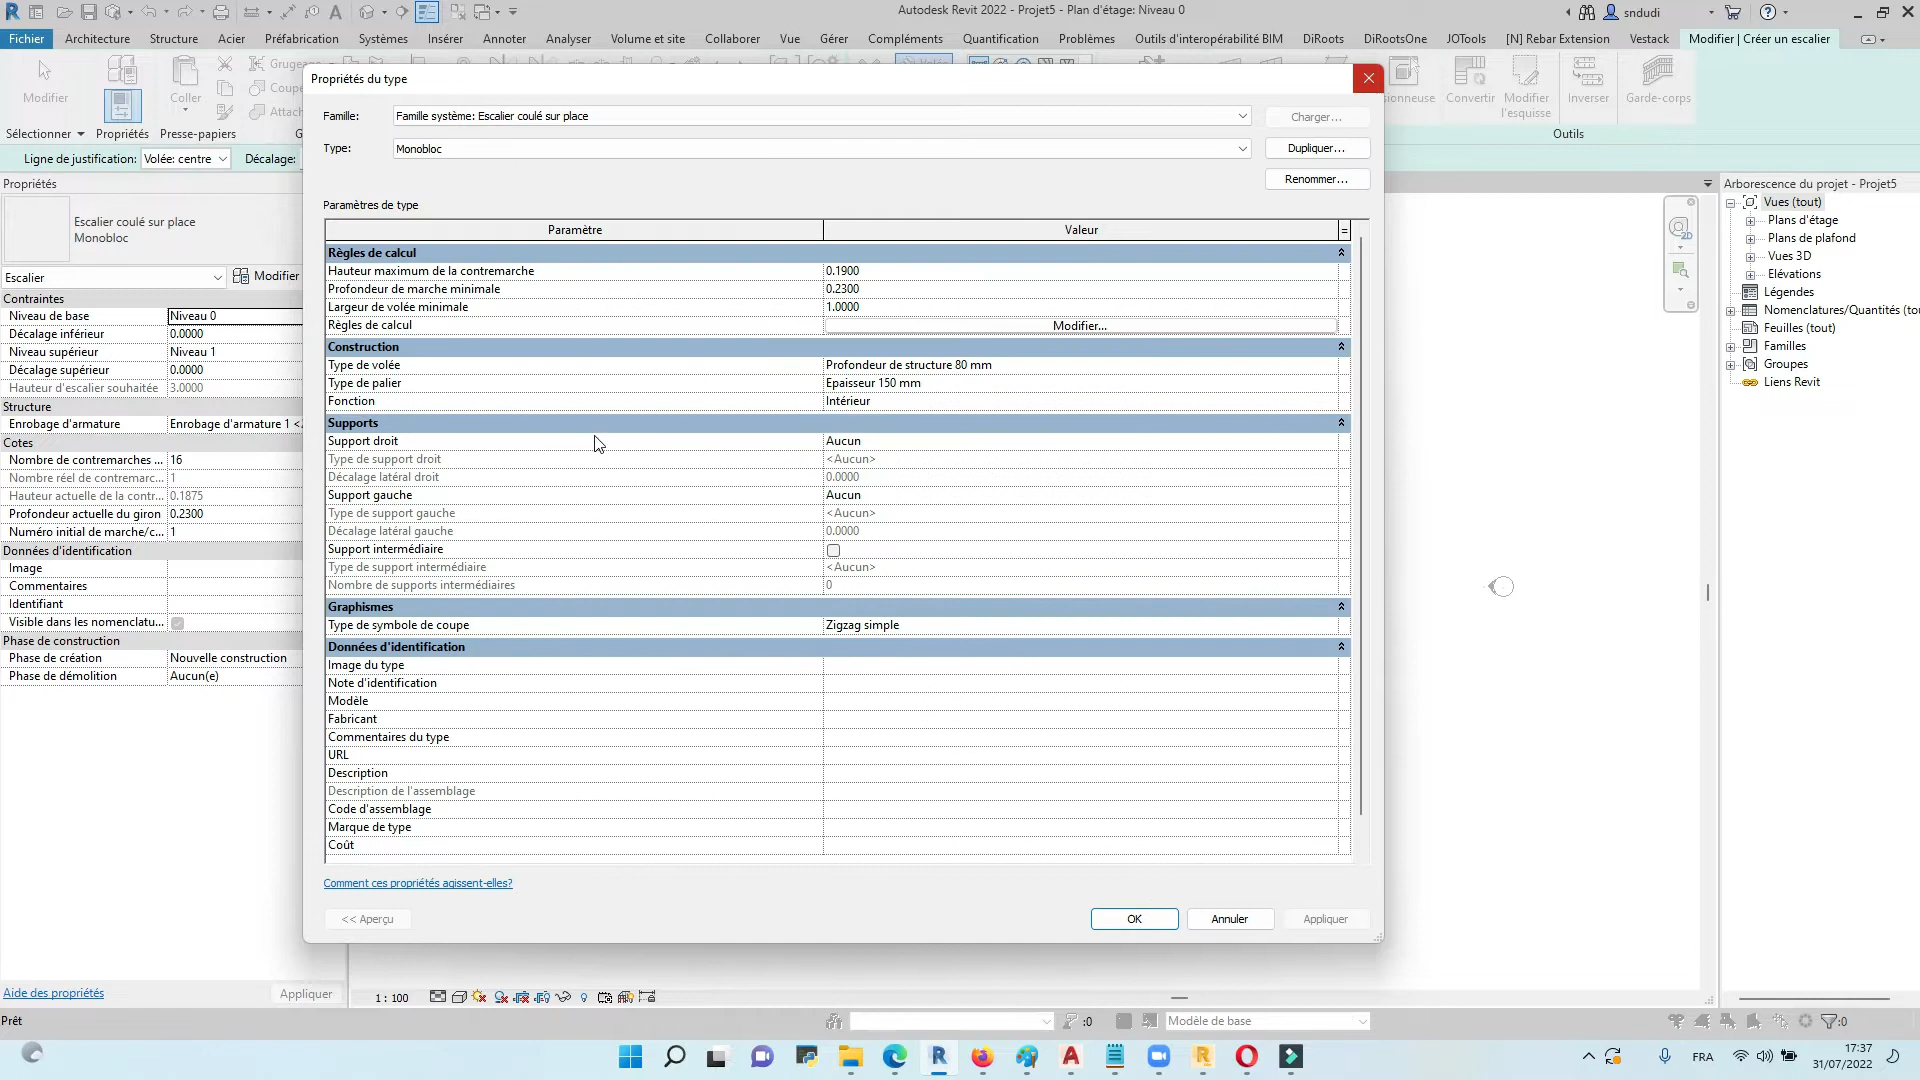 Autodesk Revit 2022 - Projet5 - Plan d'étage: Niveau 0
sndudi
Fichier Architecture Structure Acier Préfabrication Systèmes Insérer Annoter Analyser Volume et site Collaborer Vue Gérer Compléments Quantification Problèmes Outils d'interopérabilité BIM DiRoots DiRootsOne JOTools [N] Rebar Extension Vestack Modifier | Créer un escalier
Modifier
Coller
Convertir
Modifier
l'esquisse
Inverser
Garde-corps
Sélectionner Propriétés Presse-papiers
Outils
Ligne de justification: Volée: centre Décalage:
Propriétés
Escalier coulé sur place
Monobloc
Escalier Modifier
Contraintes
Niveau de base Niveau 0
Décalage inférieur 0.0000
Niveau supérieur Niveau 1
Décalage supérieur 0.0000
Hauteur d'escalier souhaitée 3.0000
Structure
Enrobage d'armature Enrobage d'armature 1 <
Cotes
Nombre de contremarches ... 16
Nombre réel de contremarc... 1
Hauteur actuelle de la contr... 0.1875
Profondeur actuelle du giron 0.2300
Numéro initial de marche/c... 1
Données d'identification
Image
Commentaires
Identifiant
Visible dans les nomenclatu...
Phase de construction
Phase de création Nouvelle construction
Phase de démolition Aucun(e)
Aide des propriétés Appliquer
Propriétés du type
Famille: Famille système: Escalier coulé sur place Charger...
Type: Monobloc Dupliquer...
Renommer...
Paramètres de type
Paramètre Valeur =
Règles de calcul
Hauteur maximum de la contremarche 0.1900
Profondeur de marche minimale 0.2300
Largeur de volée minimale 1.0000
Règles de calcul Modifier...
Construction
Type de volée Profondeur de structure 80 mm
Type de palier Epaisseur 150 mm
Fonction Intérieur
Supports
Support droit Aucun
Type de support droit <Aucun>
Décalage latéral droit 0.0000
Support gauche Aucun
Type de support gauche <Aucun>
Décalage latéral gauche 0.0000
Support intermédiaire
Type de support intermédiaire <Aucun>
Nombre de supports intermédiaires 0
Graphismes
Type de symbole de coupe Zigzag simple
Données d'identification
Image du type
Note d'identification
Modèle
Fabricant
Commentaires du type
URL
Description
Description de l'assemblage
Code d'assemblage
Marque de type
Coût
Comment ces propriétés agissent-elles?
<< Aperçu OK Annuler Appliquer
Arborescence du projet - Projet5
Vues (tout)
Plans d'étage
Plans de plafond
Vues 3D
Elévations
Légendes
Nomenclatures/Quantités (tou
Feuilles (tout)
Familles
Groupes
Liens Revit
2D
1 : 100
Prêt
:0
Modèle de base
:0
FRA
17:37
31/07/2022